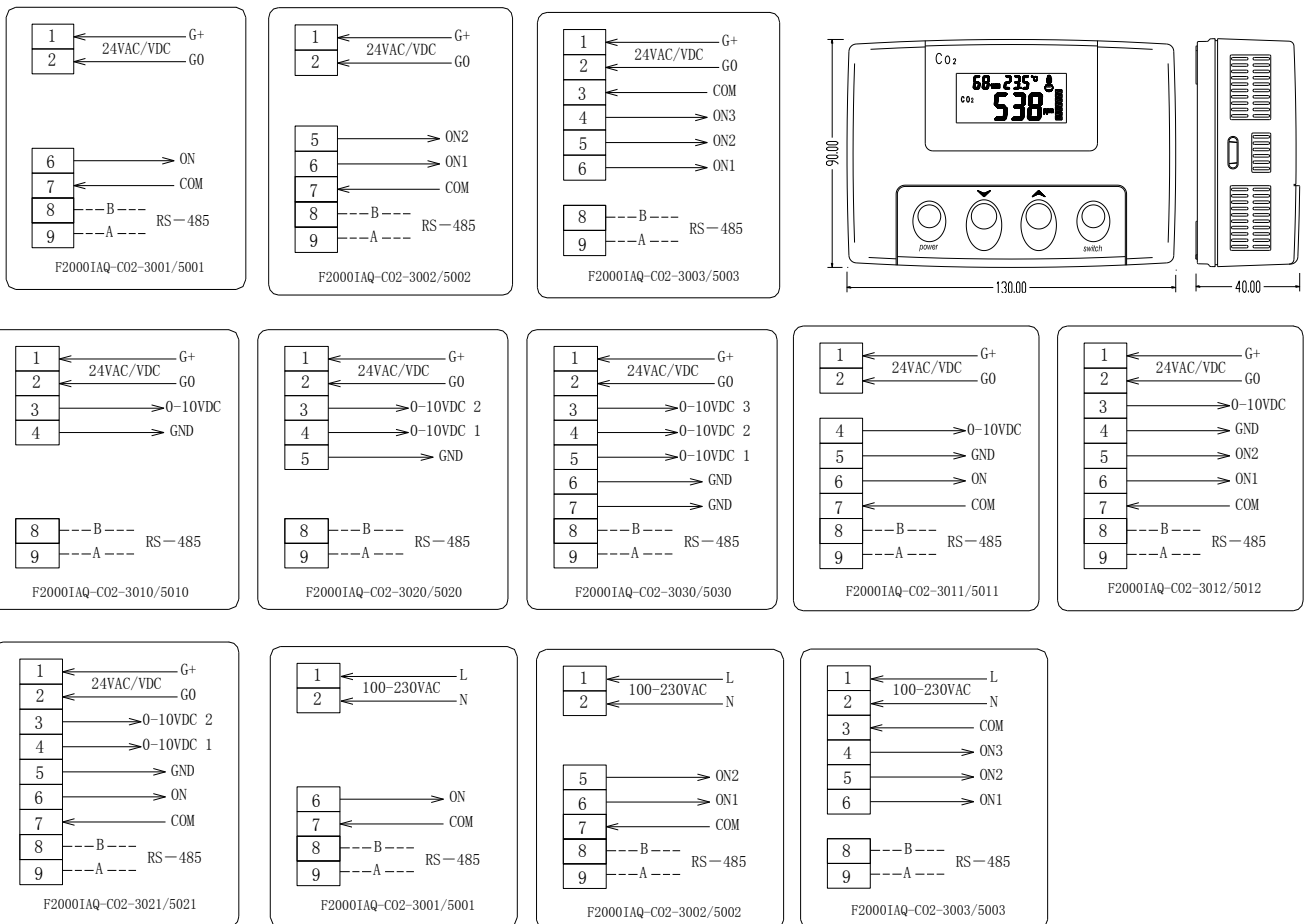 1 G+
24VAC/VDC
2 G0
6 ON
7 COM
8 B
RS-485
9 A
F2000IAQ-CO2-3001/5001
1 G+
24VAC/VDC
2 G0
5 ON2
6 ON1
7 COM
8 B
RS-485
9 A
F2000IAQ-CO2-3002/5002
1 G+
24VAC/VDC
2 G0
3 COM
4 ON3
5 ON2
6 ON1
8 B
RS-485
9 A
F2000IAQ-CO2-3003/5003
90.00
Co2
68 23.5°
CO2 538
power
switch
130.00
40.00
1 G+
24VAC/VDC
2 G0
3 0-10VDC
4 GND
8 B
RS-485
9 A
F2000IAQ-CO2-3010/5010
1 G+
24VAC/VDC
2 G0
3 0-10VDC 2
4 0-10VDC 1
5 GND
8 B
RS-485
9 A
F2000IAQ-CO2-3020/5020
1 G+
24VAC/VDC
2 G0
3 0-10VDC 3
4 0-10VDC 2
5 0-10VDC 1
6 GND
7 GND
8 B
RS-485
9 A
F2000IAQ-CO2-3030/5030
1 G+
24VAC/VDC
2 G0
4 0-10VDC
5 GND
6 ON
7 COM
8 B
RS-485
9 A
F2000IAQ-CO2-3011/5011
1 G+
24VAC/VDC
2 G0
3 0-10VDC
4 GND
5 ON2
6 ON1
7 COM
8 B
RS-485
9 A
F2000IAQ-CO2-3012/5012
1 G+
24VAC/VDC
2 G0
3 0-10VDC 2
4 0-10VDC 1
5 GND
6 ON
7 COM
8 B
RS-485
9 A
F2000IAQ-CO2-3021/5021
1 L
100-230VAC
2 N
6 ON
7 COM
8 B
RS-485
9 A
F2000IAQ-CO2-3001/5001
1 L
100-230VAC
2 N
5 ON2
6 ON1
7 COM
8 B
RS-485
9 A
F2000IAQ-CO2-3002/5002
1 L
100-230VAC
2 N
3 COM
4 ON3
5 ON2
6 ON1
8 B
RS-485
9 A
F2000IAQ-CO2-3003/5003